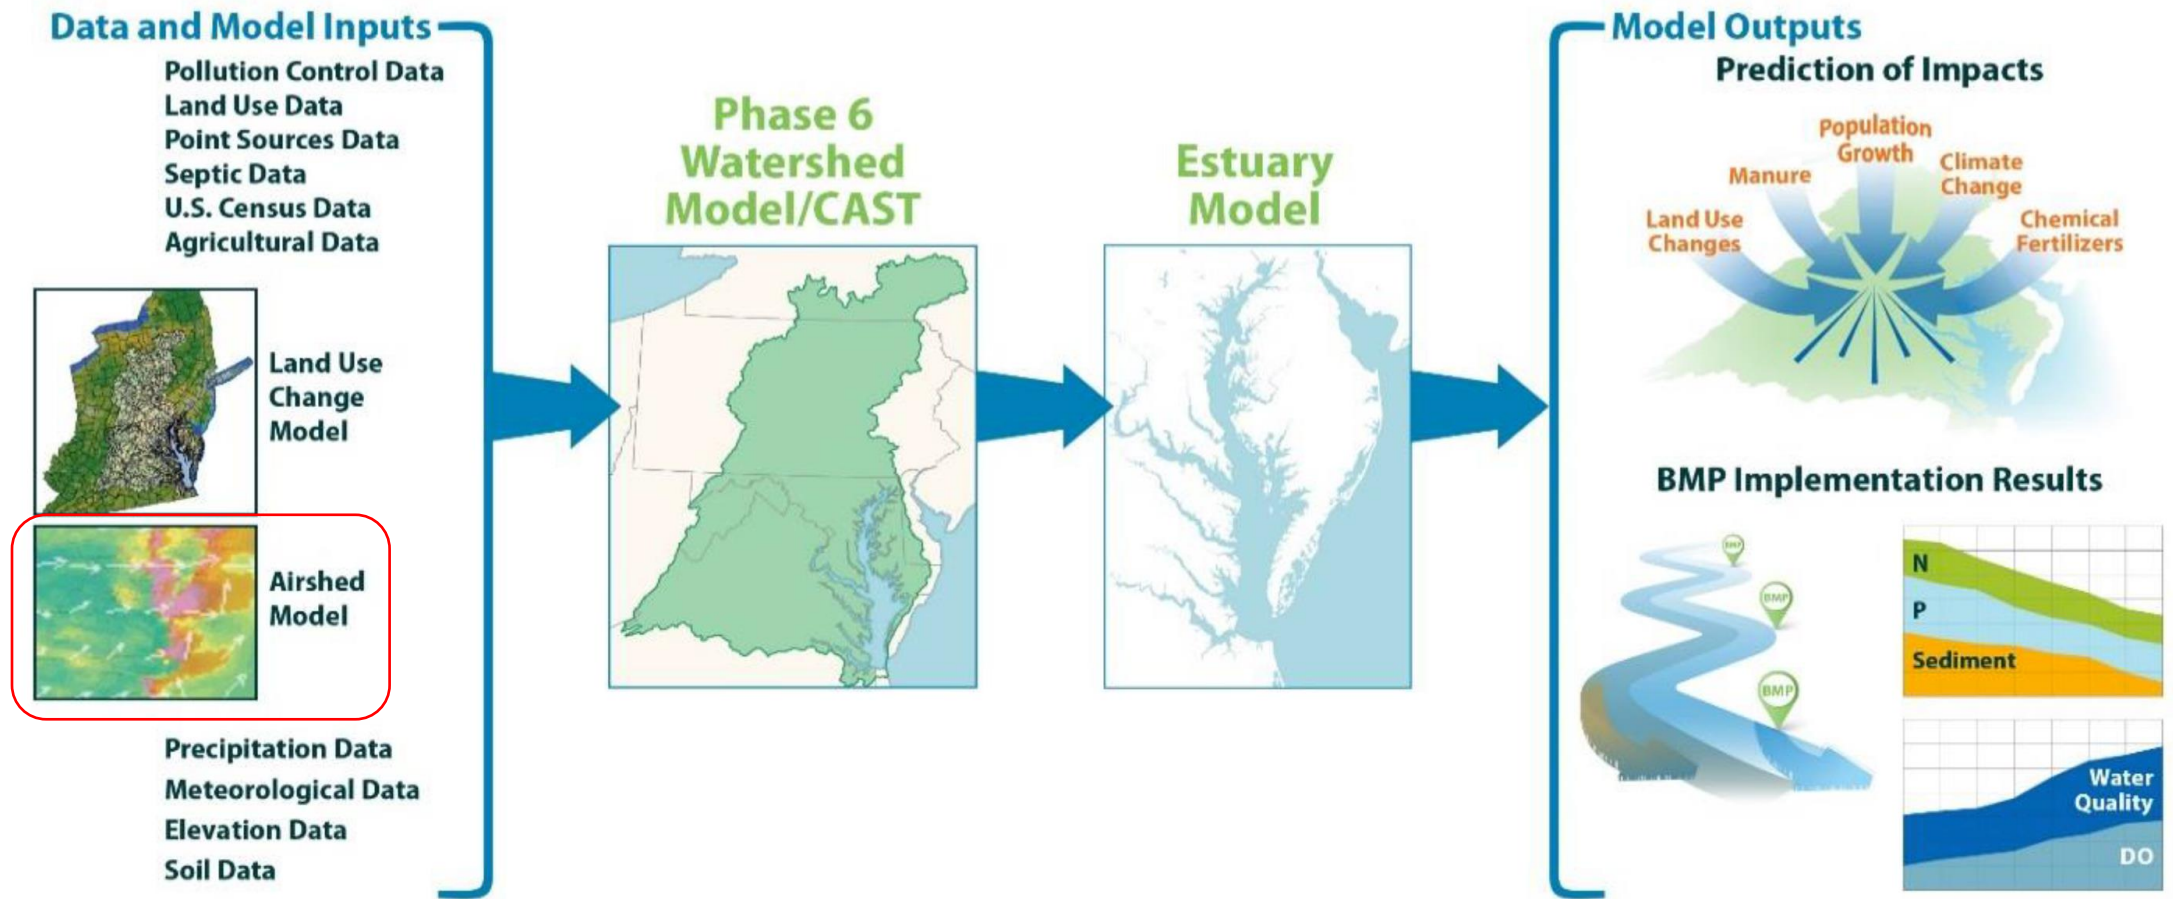 Data and Model Inputs
Pollution Control Data
Land Use Data
Point Sources Data
Septic Data
U.S. Census Data
Agricultural Data
Land Use
Change
Model
Airshed
Model
Precipitation Data
Meteorological Data
Elevation Data
Soil Data
Phase 6
Watershed
Model/CAST
Estuary
Model
Model Outputs
Prediction of Impacts
Population
Growth
Climate
Change
Manure
Land Use
Changes
Chemical
Fertilizers
BMP Implementation Results
BMP
BMP
BMP
N
P
Sediment
Water
Quality
DO